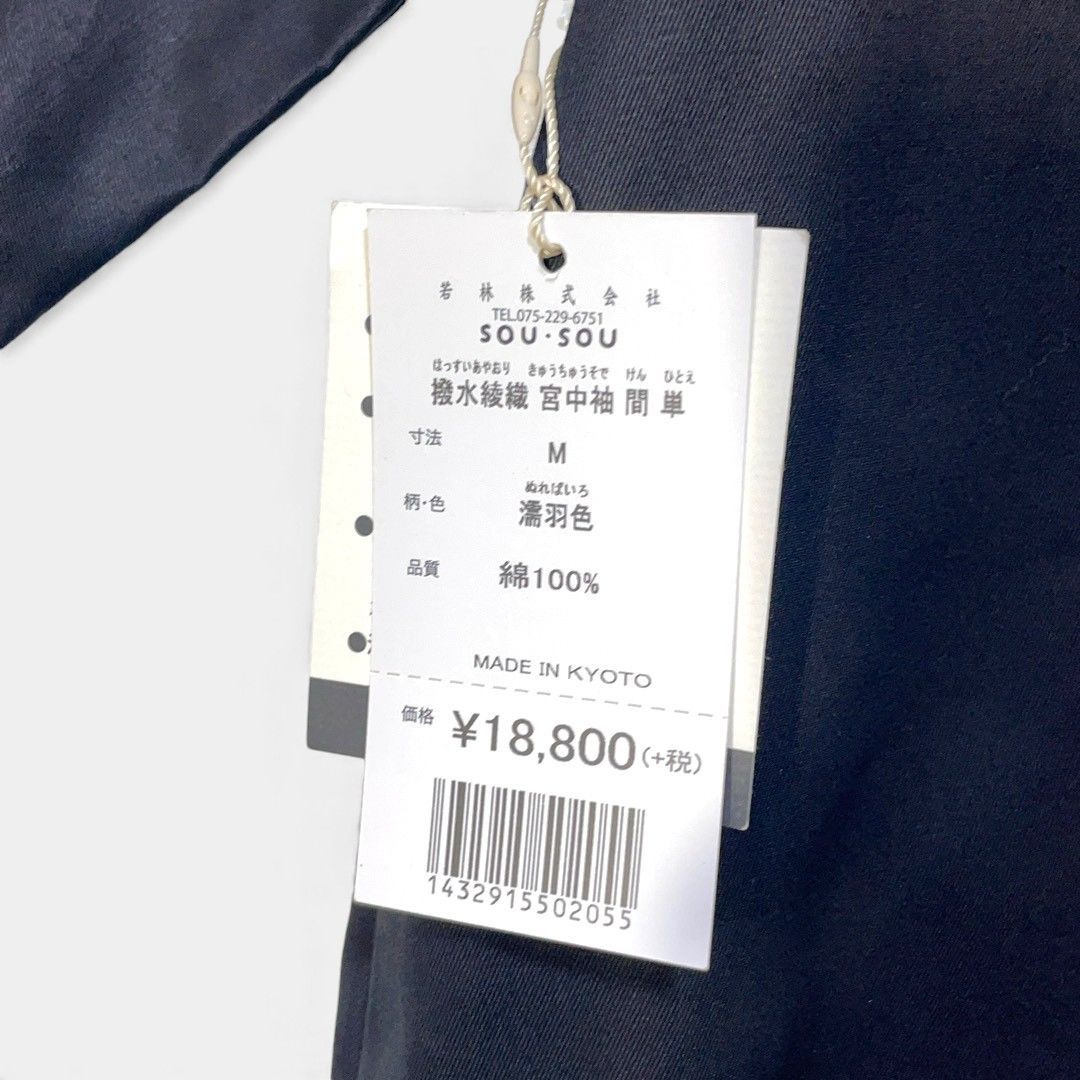 若林株式会社
TEL.075-229-6751
SOU・SOU
はっすいあやおり きゅうちゅうそで けん ひとえ
撥水綾織 宮中袖 間 単
寸法 M
ぬればいろ
柄・色 濡羽色
品質 綿100%
MADE IN KYOTO
価格 ¥18,800(+税)
1432915502055